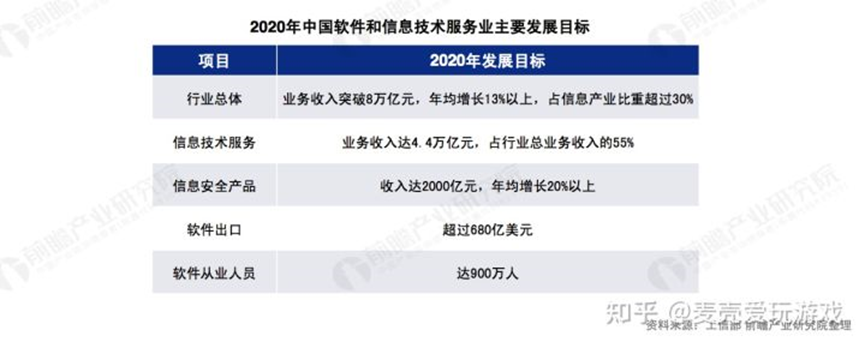 2020年中国软件和信息技术服务业主要发展目标
项目 2020年发展目标
行业总体 业务收入突破8万亿元，年均增长13%以上，占信息产业比重超过30%
信息技术服务 业务收入达4.4万亿元，占行业总业务收入的55%
信息安全产品 收入达2000亿元，年均增长20%以上
软件出口 超过680亿美元
软件从业人员 达900万人
知乎 @麦壳爱玩游戏
资料来源：工信部 前瞻产业研究院整理
前瞻产业研究院